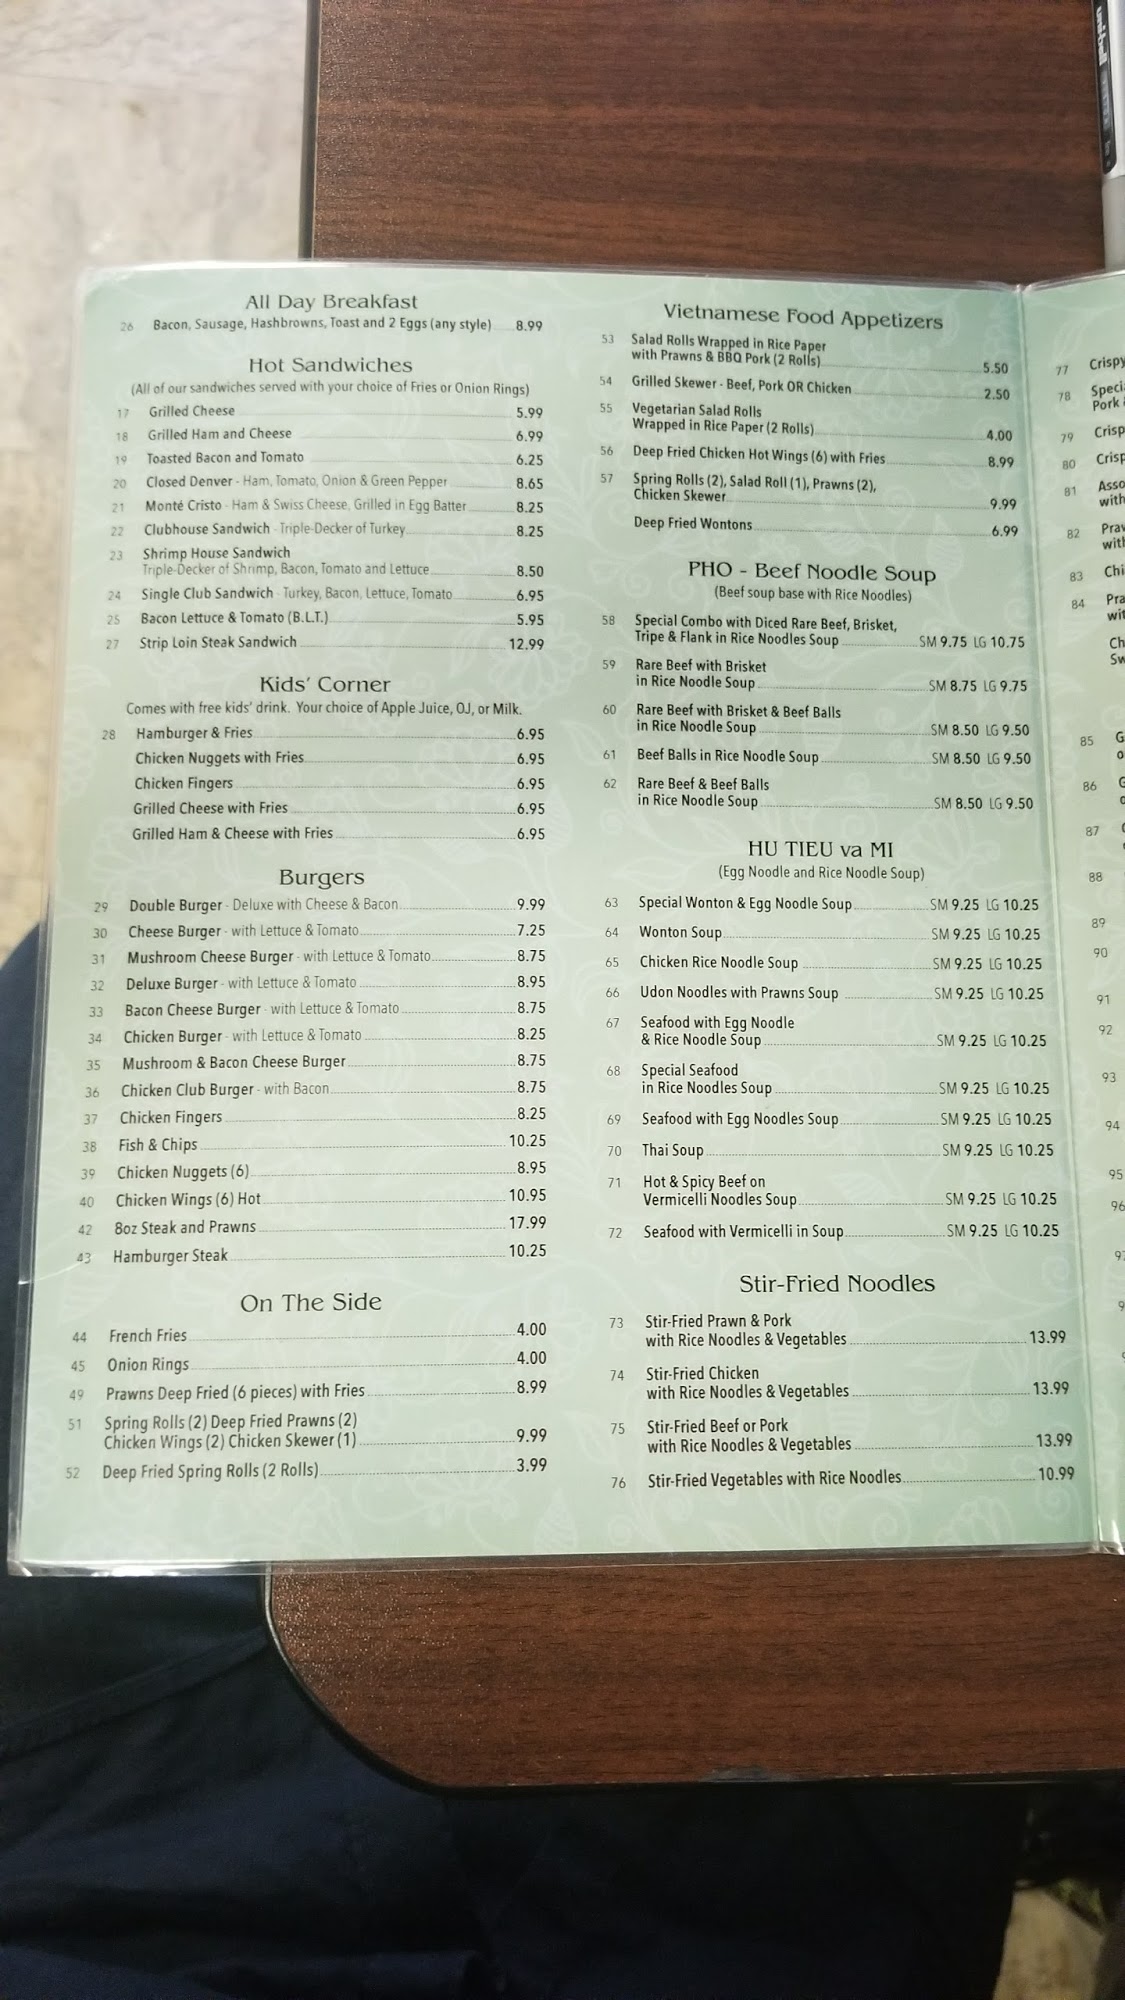 All Day Breakfast
26 Bacon, Sausage, Hashbrowns, Toast and 2 Eggs (any style) 8.99
Hot Sandwiches
(All of our sandwiches served with your choice of Fries or Onion Rings)
17 Grilled Cheese 5.99
18 Grilled Ham and Cheese 6.99
19 Toasted Bacon and Tomato 6.25
20 Closed Denver - Ham, Tomato, Onion & Green Pepper 8.65
21 Monté Cristo - Ham & Swiss Cheese, Grilled in Egg Batter 8.25
22 Clubhouse Sandwich - Triple-Decker of Turkey 8.25
23 Shrimp House Sandwich
Triple-Decker of Shrimp, Bacon, Tomato and Lettuce 8.50
24 Single Club Sandwich - Turkey, Bacon, Lettuce, Tomato 6.95
25 Bacon Lettuce & Tomato (B.L.T.) 5.95
27 Strip Loin Steak Sandwich 12.99
Kids' Corner
Comes with free kids' drink. Your choice of Apple Juice, OJ, or Milk.
28 Hamburger & Fries 6.95
Chicken Nuggets with Fries 6.95
Chicken Fingers 6.95
Grilled Cheese with Fries 6.95
Grilled Ham & Cheese with Fries 6.95
Burgers
29 Double Burger - Deluxe with Cheese & Bacon 9.99
30 Cheese Burger - with Lettuce & Tomato 7.25
31 Mushroom Cheese Burger - with Lettuce & Tomato 8.75
32 Deluxe Burger - with Lettuce & Tomato 8.95
33 Bacon Cheese Burger - with Lettuce & Tomato 8.75
34 Chicken Burger - with Lettuce & Tomato 8.25
35 Mushroom & Bacon Cheese Burger 8.75
36 Chicken Club Burger - with Bacon 8.75
37 Chicken Fingers 8.25
38 Fish & Chips 10.25
39 Chicken Nuggets (6) 8.95
40 Chicken Wings (6) Hot 10.95
42 8oz Steak and Prawns 17.99
43 Hamburger Steak 10.25
On The Side
44 French Fries 4.00
45 Onion Rings 4.00
49 Prawns Deep Fried (6 pieces) with Fries 8.99
51 Spring Rolls (2) Deep Fried Prawns (2)
Chicken Wings (2) Chicken Skewer (1) 9.99
52 Deep Fried Spring Rolls (2 Rolls) 3.99
Vietnamese Food Appetizers
53 Salad Rolls Wrapped in Rice Paper
with Prawns & BBQ Pork (2 Rolls) 5.50
54 Grilled Skewer - Beef, Pork OR Chicken 2.50
55 Vegetarian Salad Rolls
Wrapped in Rice Paper (2 Rolls) 4.00
56 Deep Fried Chicken Hot Wings (6) with Fries 8.99
57 Spring Rolls (2), Salad Roll (1), Prawns (2),
Chicken Skewer 9.99
Deep Fried Wontons 6.99
PHO - Beef Noodle Soup
(Beef soup base with Rice Noodles)
58 Special Combo with Diced Rare Beef, Brisket,
Tripe & Flank in Rice Noodles Soup SM 9.75 LG 10.75
59 Rare Beef with Brisket
in Rice Noodle Soup SM 8.75 LG 9.75
60 Rare Beef with Brisket & Beef Balls
in Rice Noodle Soup SM 8.50 LG 9.50
61 Beef Balls in Rice Noodle Soup SM 8.50 LG 9.50
62 Rare Beef & Beef Balls
in Rice Noodle Soup SM 8.50 LG 9.50
HU TIEU va MI
(Egg Noodle and Rice Noodle Soup)
63 Special Wonton & Egg Noodle Soup SM 9.25 LG 10.25
64 Wonton Soup SM 9.25 LG 10.25
65 Chicken Rice Noodle Soup SM 9.25 LG 10.25
66 Udon Noodles with Prawns Soup SM 9.25 LG 10.25
67 Seafood with Egg Noodle
& Rice Noodle Soup SM 9.25 LG 10.25
68 Special Seafood
in Rice Noodles Soup SM 9.25 LG 10.25
69 Seafood with Egg Noodles Soup SM 9.25 LG 10.25
70 Thai Soup SM 9.25 LG 10.25
71 Hot & Spicy Beef on
Vermicelli Noodles Soup SM 9.25 LG 10.25
72 Seafood with Vermicelli in Soup SM 9.25 LG 10.25
Stir-Fried Noodles
73 Stir-Fried Prawn & Pork
with Rice Noodles & Vegetables 13.99
74 Stir-Fried Chicken
with Rice Noodles & Vegetables 13.99
75 Stir-Fried Beef or Pork
with Rice Noodles & Vegetables 13.99
76 Stir-Fried Vegetables with Rice Noodles 10.99
77 Crispy
78
Pork
79
80
81
with
82
83
84
85
86
87
88
89
90
91
92
93
94
95